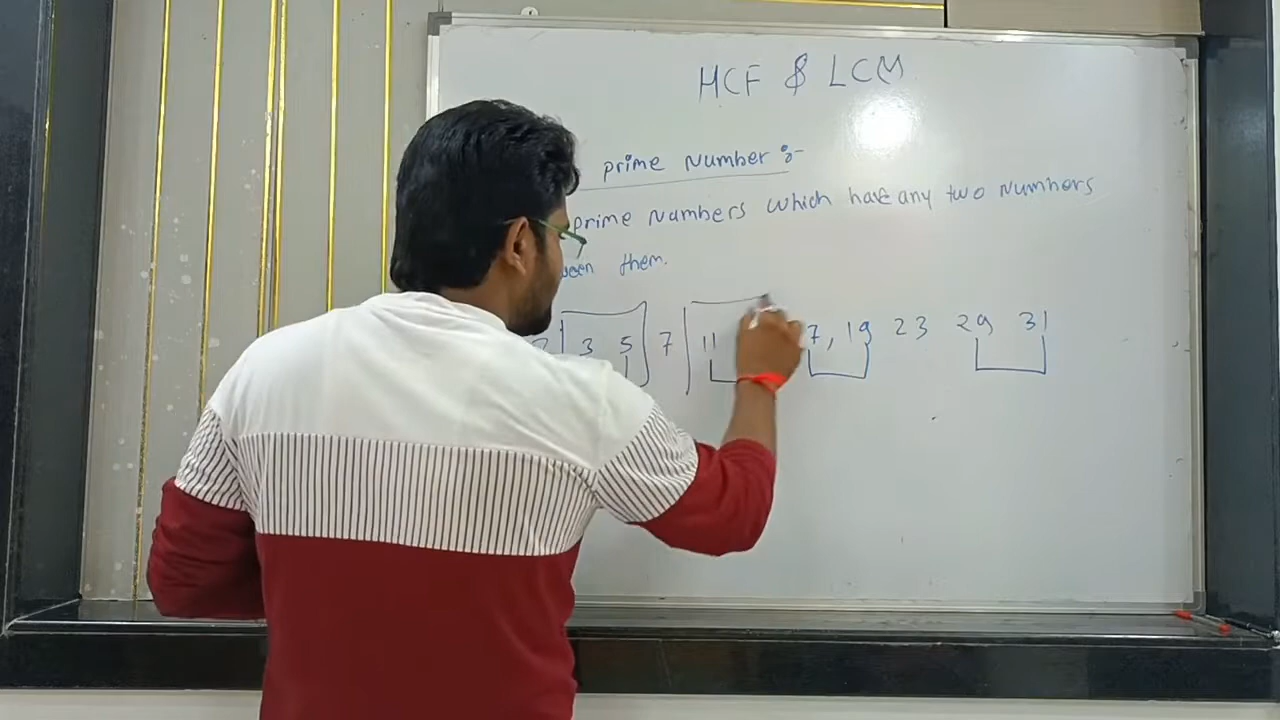 HCF & LCM
prime Number :-
prime Numbers which have any two Numbers
them.
3 5 7 11 7, 19 23 29 31